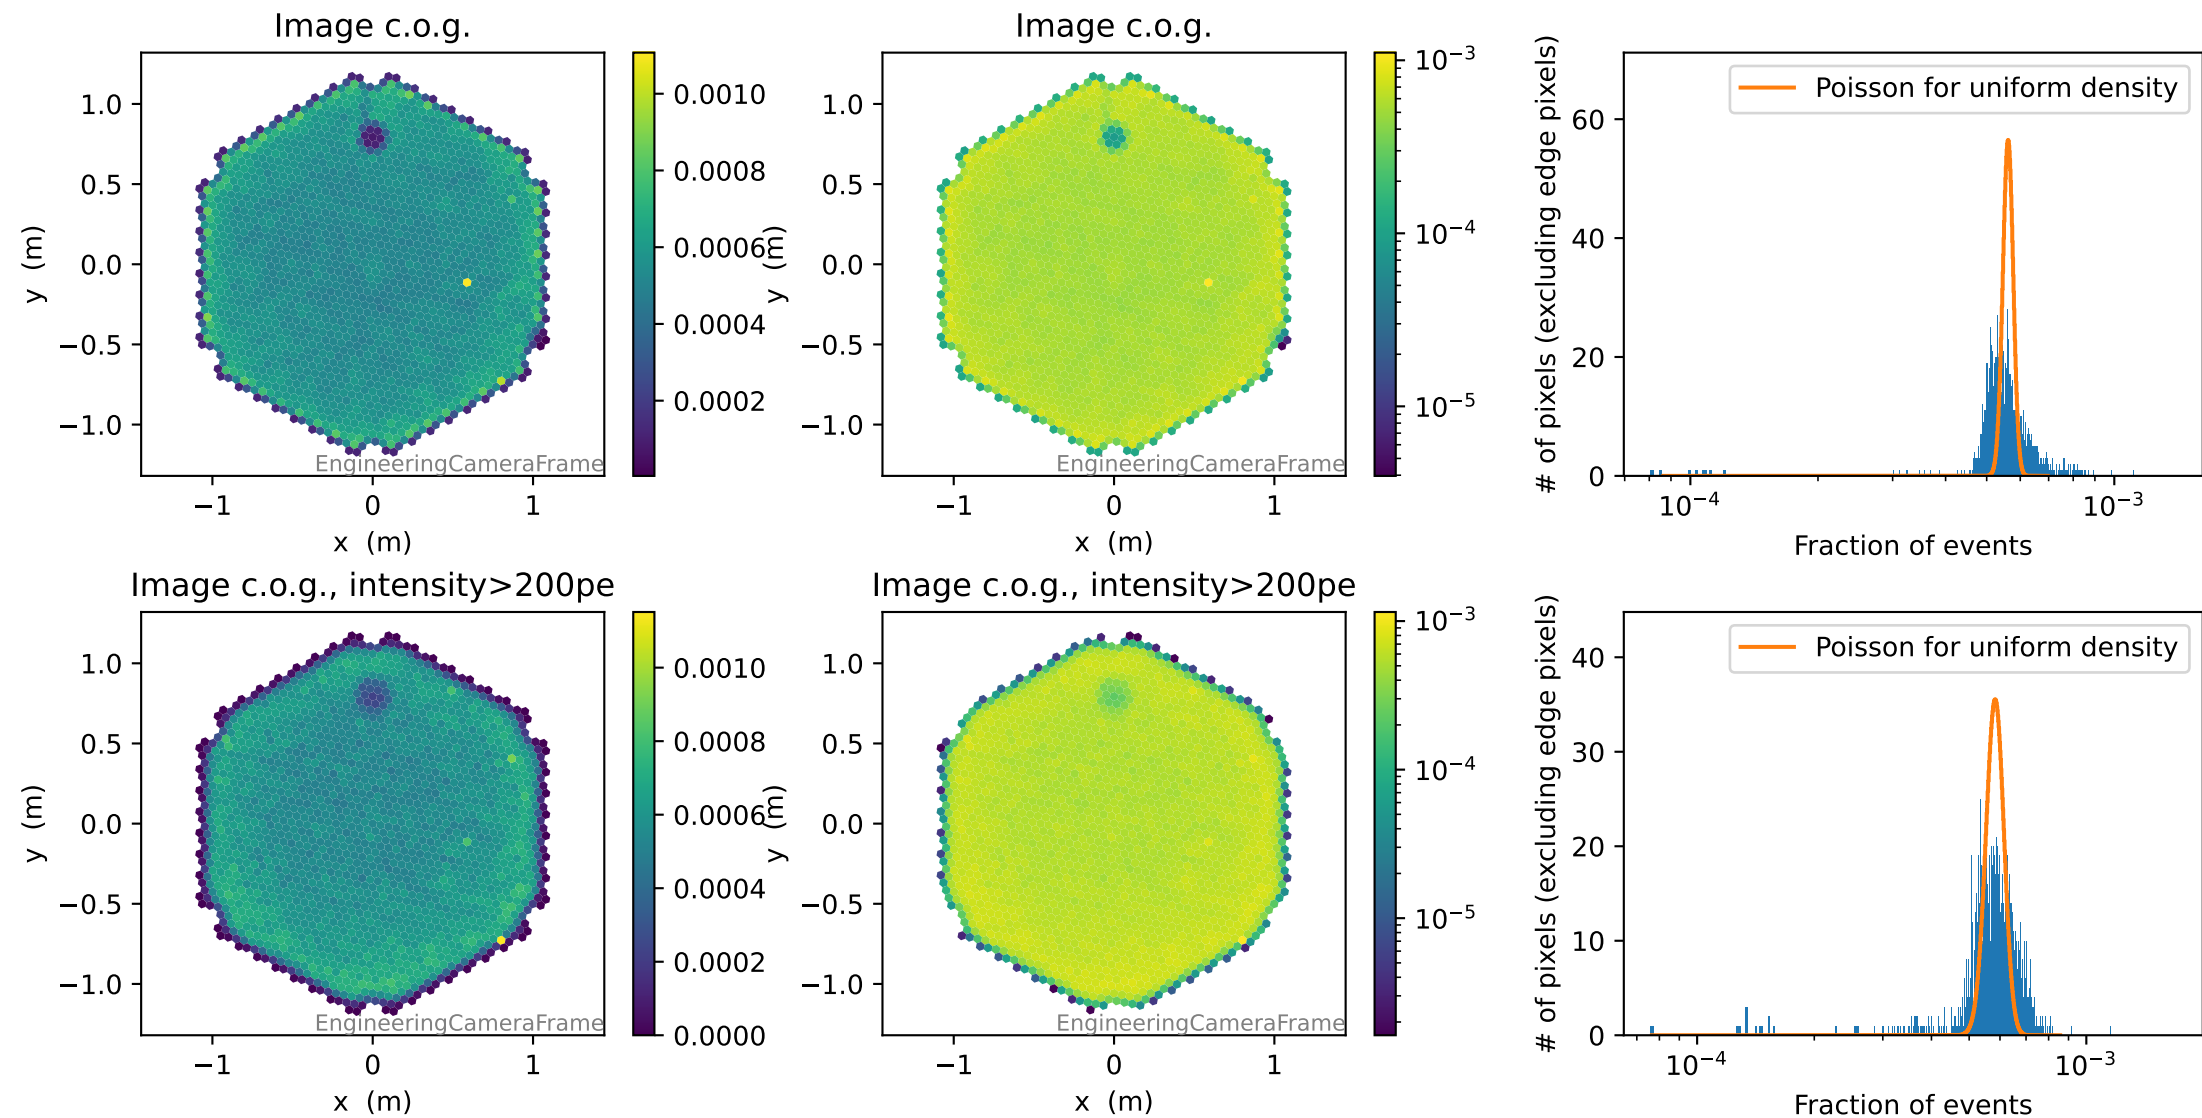 Image c.o.g.
1.0
0.5
0.0
−0.5
−1.0
y (m)
−1
0
1
x (m)
EngineeringCameraFrame
0.0010
0.0008
0.0006
0.0004
0.0002
Image c.o.g.
1.0
0.5
0.0
−0.5
−1.0
y (m)
−1
0
1
x (m)
EngineeringCameraFrame
10⁻³
10⁻⁴
10⁻⁵
Poisson for uniform density
60
40
20
0
# of pixels (excluding edge pixels)
10⁻⁴
10⁻³
Fraction of events
Image c.o.g., intensity>200pe
1.0
0.5
0.0
−0.5
−1.0
y (m)
−1
0
1
x (m)
EngineeringCameraFrame
0.0010
0.0008
0.0006
0.0004
0.0002
0.0000
Image c.o.g., intensity>200pe
1.0
0.5
0.0
−0.5
−1.0
y (m)
−1
0
1
x (m)
EngineeringCameraFrame
10⁻³
10⁻⁴
10⁻⁵
Poisson for uniform density
40
30
20
10
0
# of pixels (excluding edge pixels)
10⁻⁴
10⁻³
Fraction of events